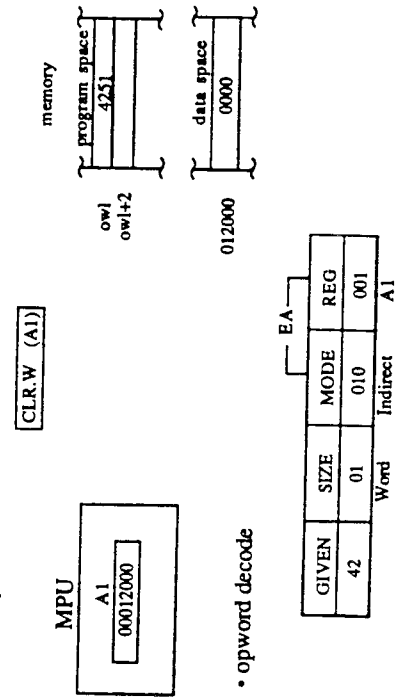 CLR.W (A1)
MPU
A1
00012000
memory
program space
owl 4251
owl+2
data space
012000 0000
• opword decode
EA
GIVEN SIZE MODE REG
42 01 010 001
Word Indirect A1